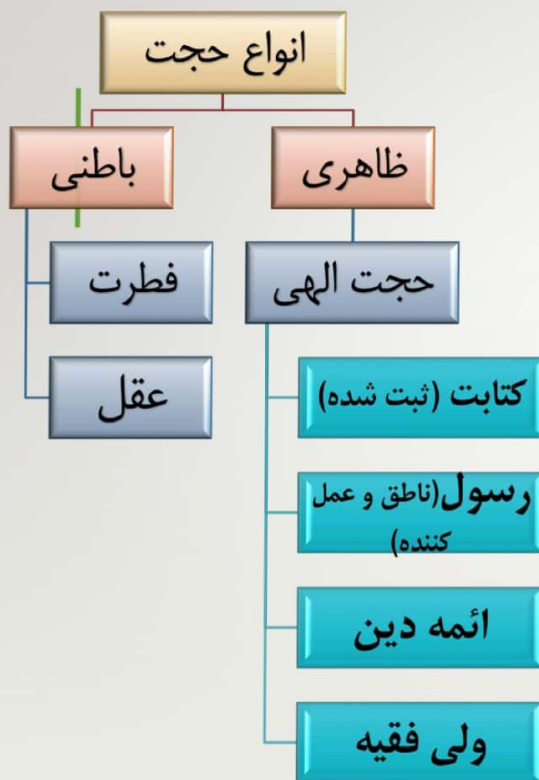 انواع حجت
ظاهری
باطنی
حجت الهی
فطرت
عقل
کتابت (ثبت شده)
رسول(ناطق و عمل
کننده)
ائمه دین
ولی فقیه